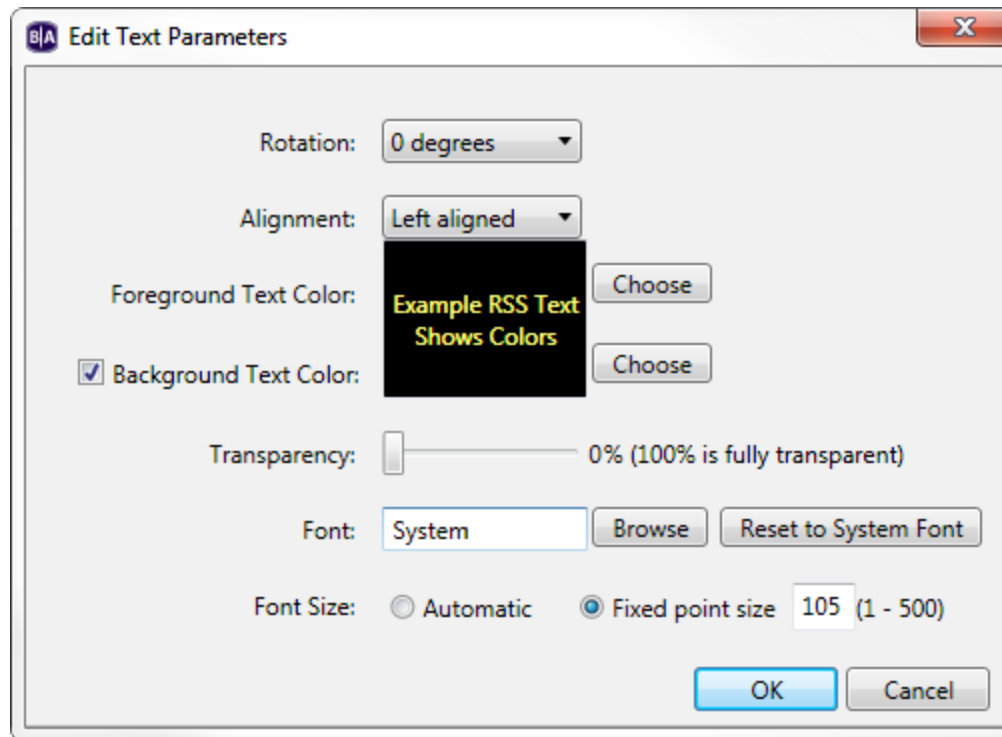 B|A Edit Text Parameters
Rotation: 0 degrees
Alignment: Left aligned
Foreground Text Color: Choose
Example RSS Text
Shows Colors
Background Text Color: Choose
Transparency: 0% (100% is fully transparent)
Font: System Browse Reset to System Font
Font Size: Automatic Fixed point size 105 (1 - 500)
OK Cancel